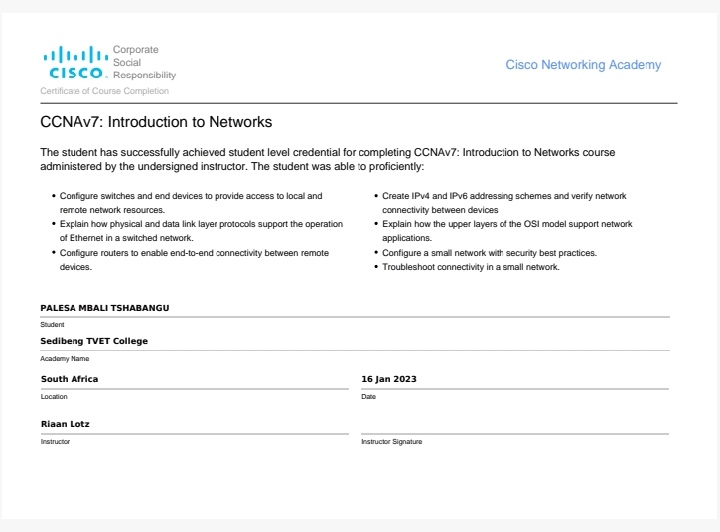 Corporate
Social
Responsibility
CISCO.
Cisco Networking Academy
Certificate of Course Completion
CCNAv7: Introduction to Networks
The student has successfully achieved student level credential for completing CCNAv7: Introduction to Networks course
administered by the undersigned instructor. The student was able to proficiently:
• Configure switches and end devices to provide access to local and
remote network resources.
• Explain how physical and data link layer protocols support the operation
of Ethernet in a switched network.
• Configure routers to enable end-to-end connectivity between remote
devices.
• Create IPv4 and IPv6 addressing schemes and verify network
connectivity between devices
• Explain how the upper layers of the OSI model support network
applications.
• Configure a small network with security best practices.
• Troubleshoot connectivity in a small network.
PALESA MBALI TSHABANGU
Student
Sedibeng TVET College
Academy Name
South Africa
Location
16 Jan 2023
Date
Riaan Lotz
Instructor
Instructor Signature